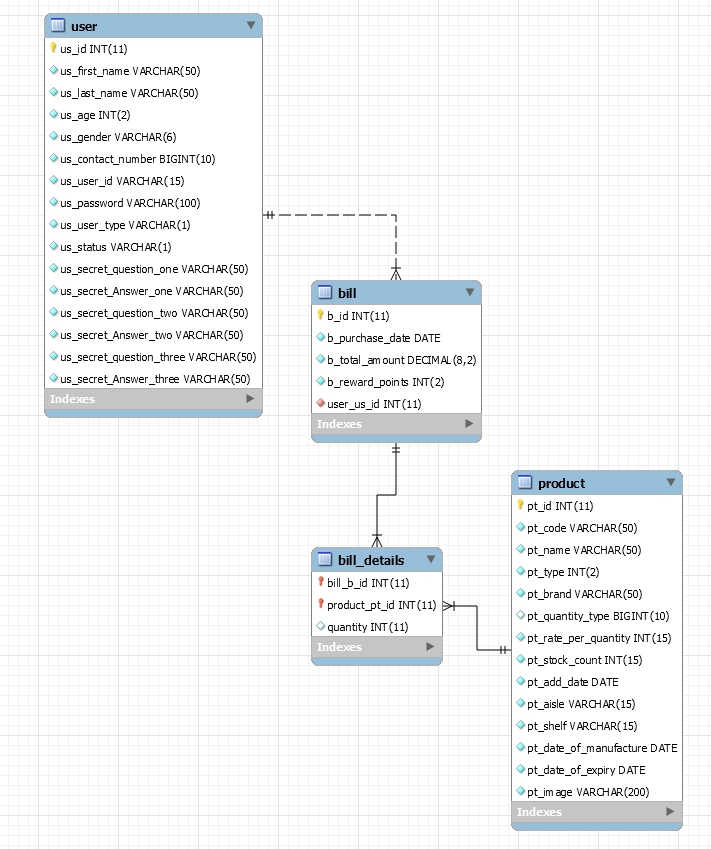 user
us_id INT(11)
us_first_name VARCHAR(50)
us_last_name VARCHAR(50)
us_age INT(2)
us_gender VARCHAR(6)
us_contact_number BIGINT(10)
us_user_id VARCHAR(15)
us_password VARCHAR(100)
us_user_type VARCHAR(1)
us_status VARCHAR(1)
us_secret_question_one VARCHAR(50)
us_secret_Answer_one VARCHAR(50)
us_secret_question_two VARCHAR(50)
us_secret_Answer_two VARCHAR(50)
us_secret_question_three VARCHAR(50)
us_secret_Answer_three VARCHAR(50)
Indexes
bill
b_id INT(11)
b_purchase_date DATE
b_total_amount DECIMAL(8,2)
b_reward_points INT(2)
user_us_id INT(11)
Indexes
bill_details
bill_b_id INT(11)
product_pt_id INT(11)
quantity INT(11)
Indexes
product
pt_id INT(11)
pt_code VARCHAR(50)
pt_name VARCHAR(50)
pt_type INT(2)
pt_brand VARCHAR(50)
pt_quantity_type BIGINT(10)
pt_rate_per_quantity INT(15)
pt_stock_count INT(15)
pt_add_date DATE
pt_aisle VARCHAR(15)
pt_shelf VARCHAR(15)
pt_date_of_manufacture DATE
pt_date_of_expiry DATE
pt_image VARCHAR(200)
Indexes